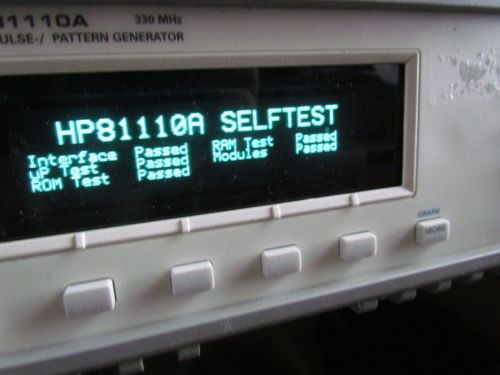 81110A 330 MHz
ULSE-/ PATTERN GENERATOR
HP81110A SELFTEST
Interface Passed RAM Test Passed
uP Test Passed Modules Passed
ROM Test Passed
GRAPH
MORE